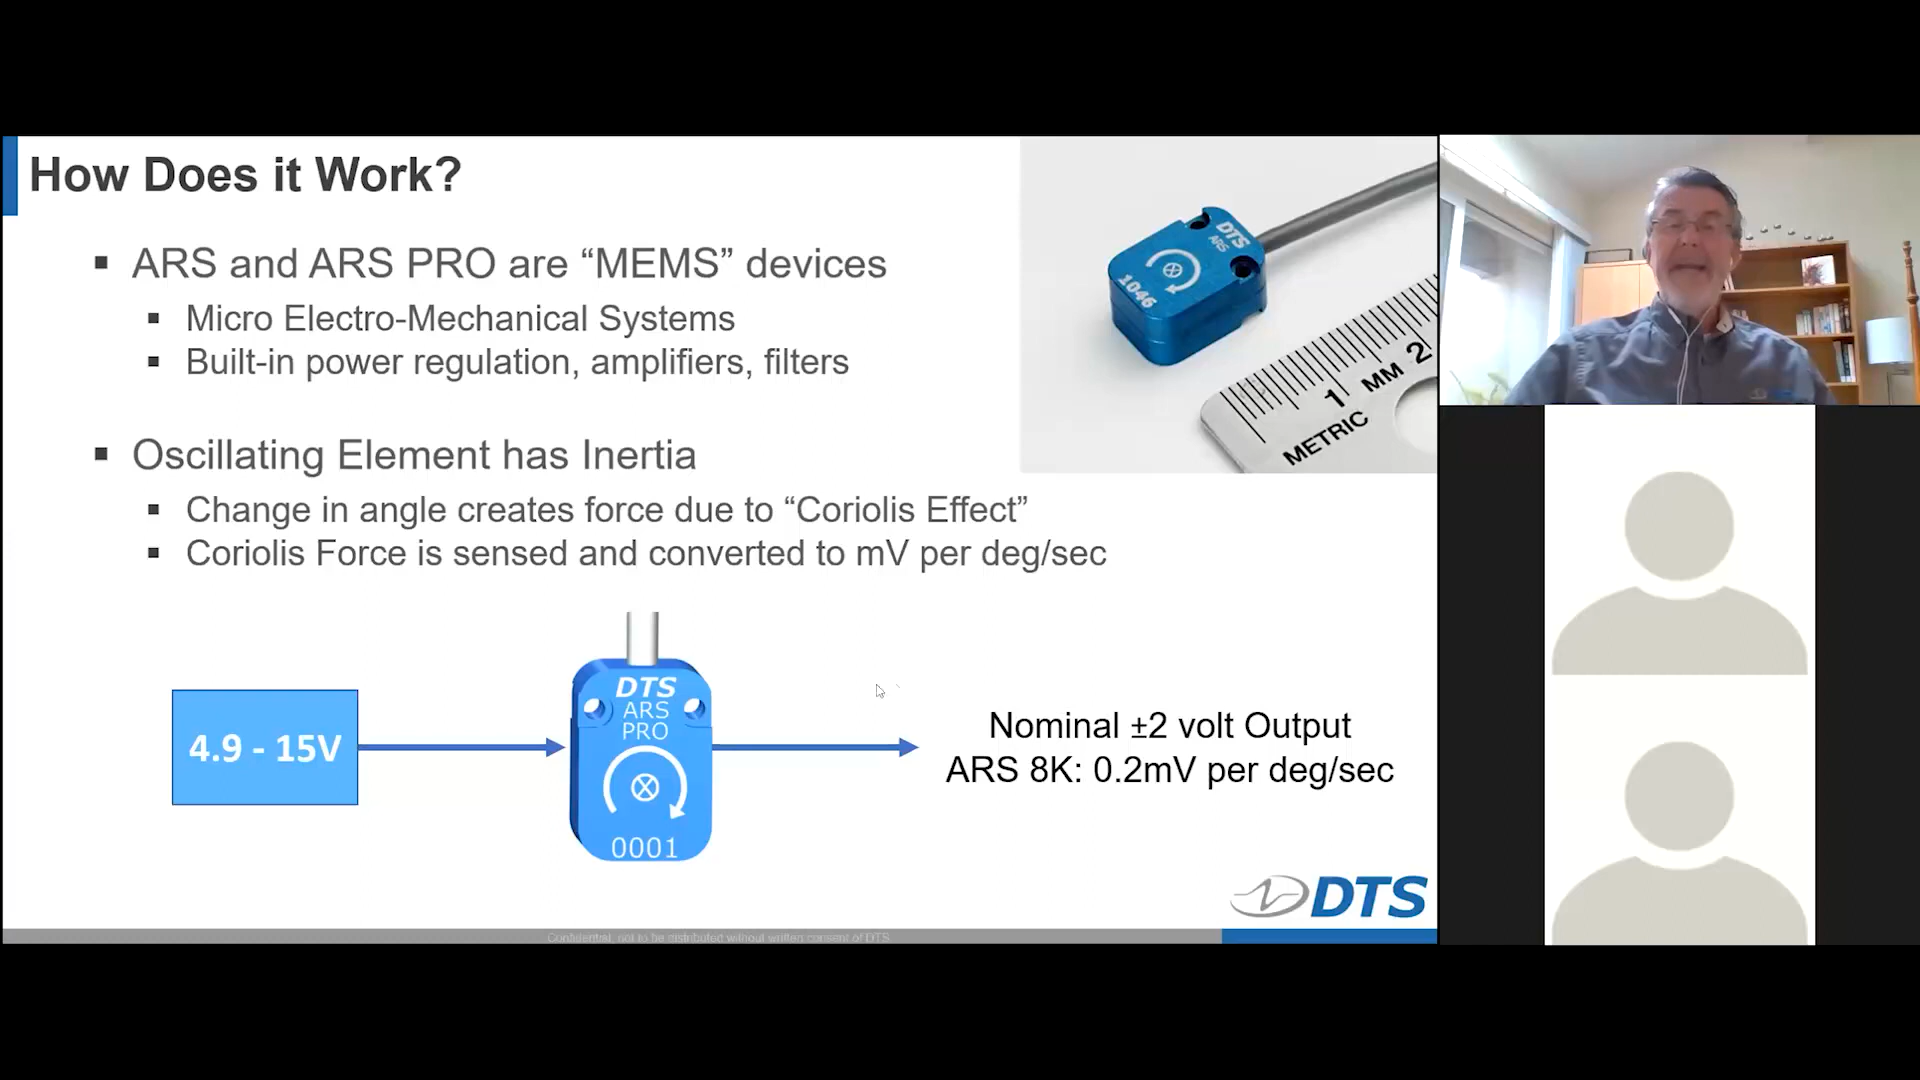 How Does it Work?
▪ ARS and ARS PRO are “MEMS” devices
▪ Micro Electro-Mechanical Systems
▪ Built-in power regulation, amplifiers, filters
▪ Oscillating Element has Inertia
▪ Change in angle creates force due to “Coriolis Effect”
▪ Coriolis Force is sensed and converted to mV per deg/sec
DTS
ARS
1046
1 MM 2
METRIC
4.9 - 15V
DTS
ARS
PRO
0001
Nominal ±2 volt Output
ARS 8K: 0.2mV per deg/sec
DTS
Confidential, not to be distributed without written consent of DTS